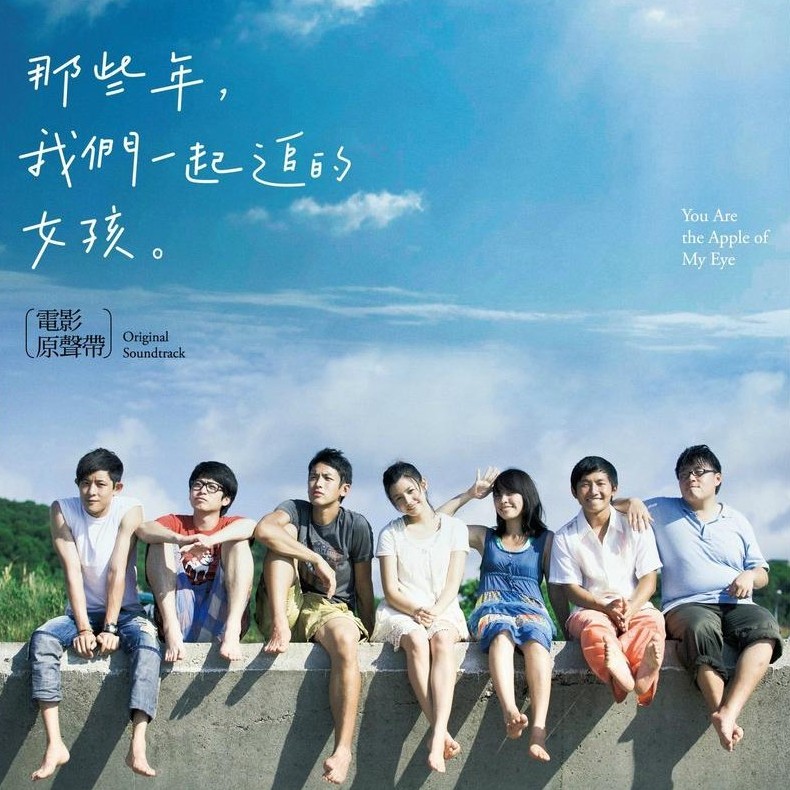 那些年，
我們一起追的
女孩。
You Are
the Apple of
My Eye
電影
原聲帶
Original
Soundtrack